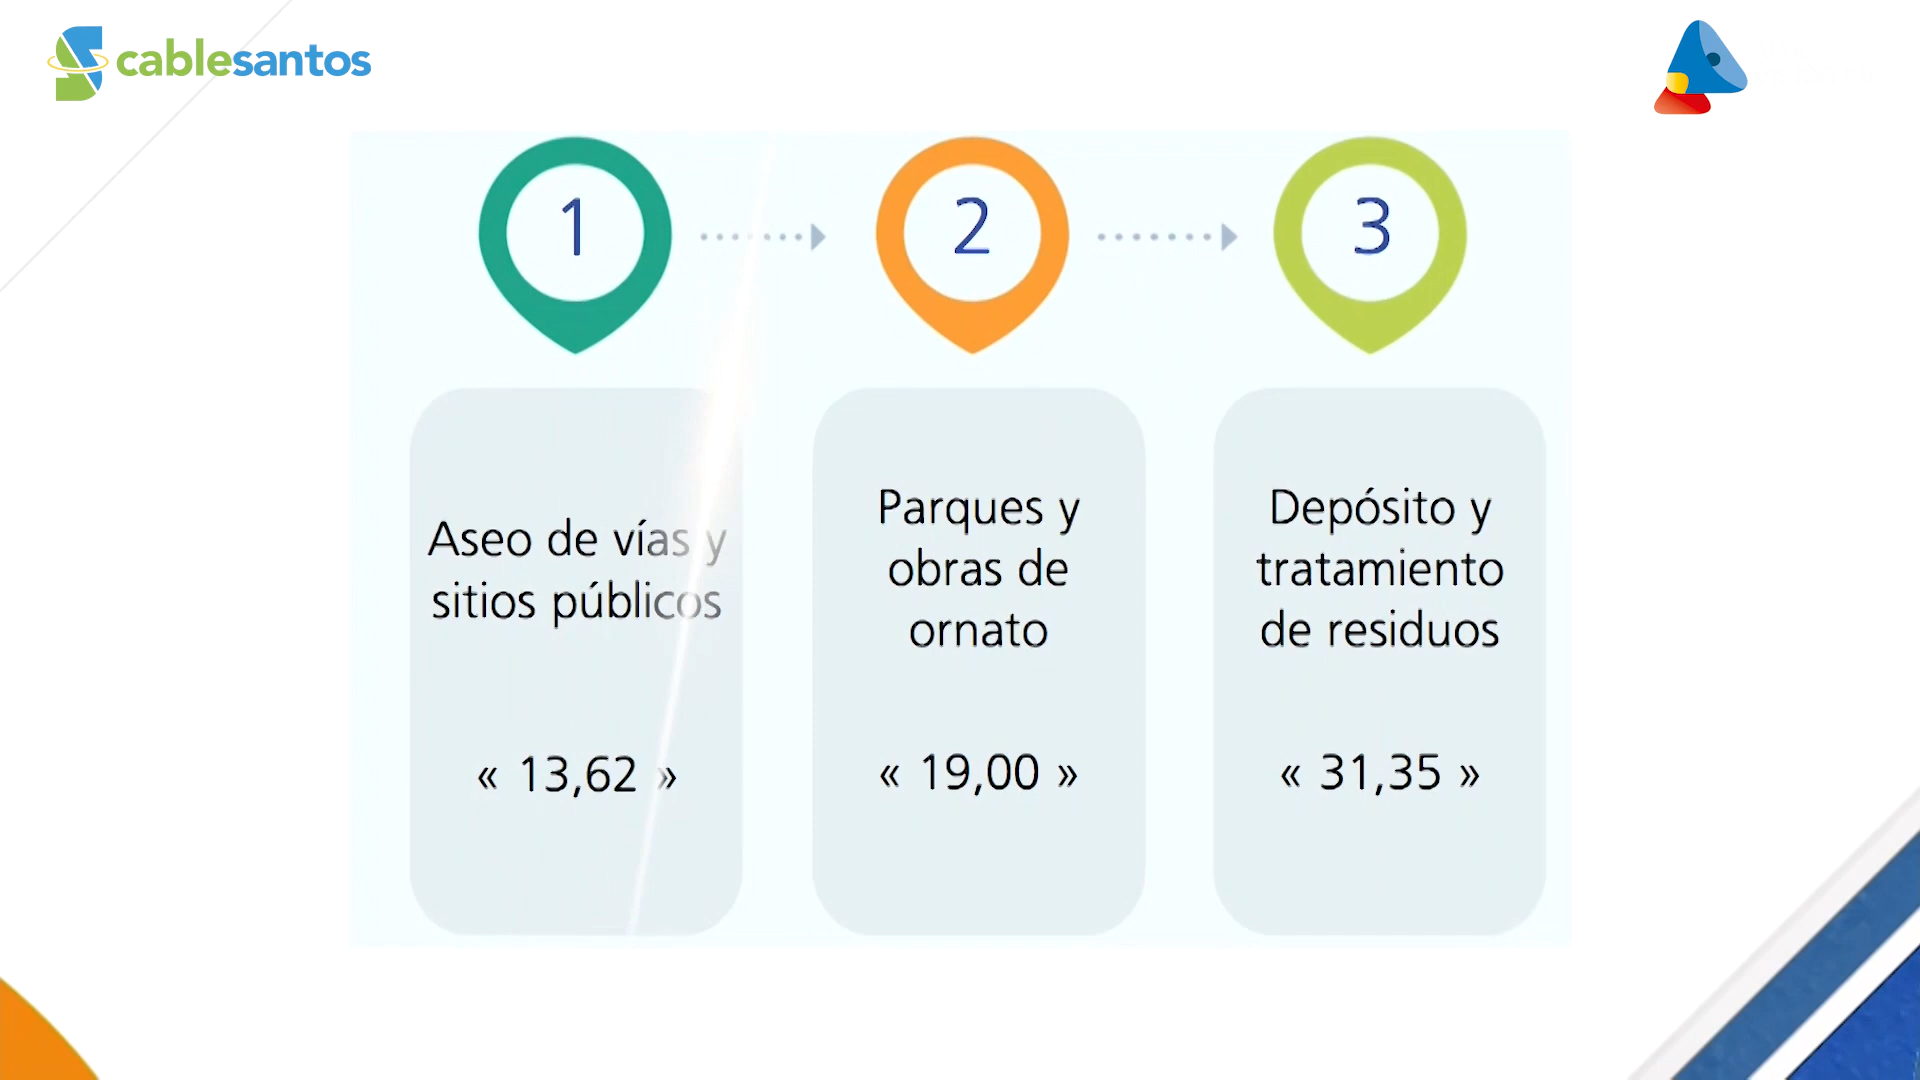 cablesantos
1
2
3
Aseo de vías y
sitios públicos
« 13,62 »
Parques y
obras de
ornato
« 19,00 »
Depósito y
tratamiento
de residuos
« 31,35 »